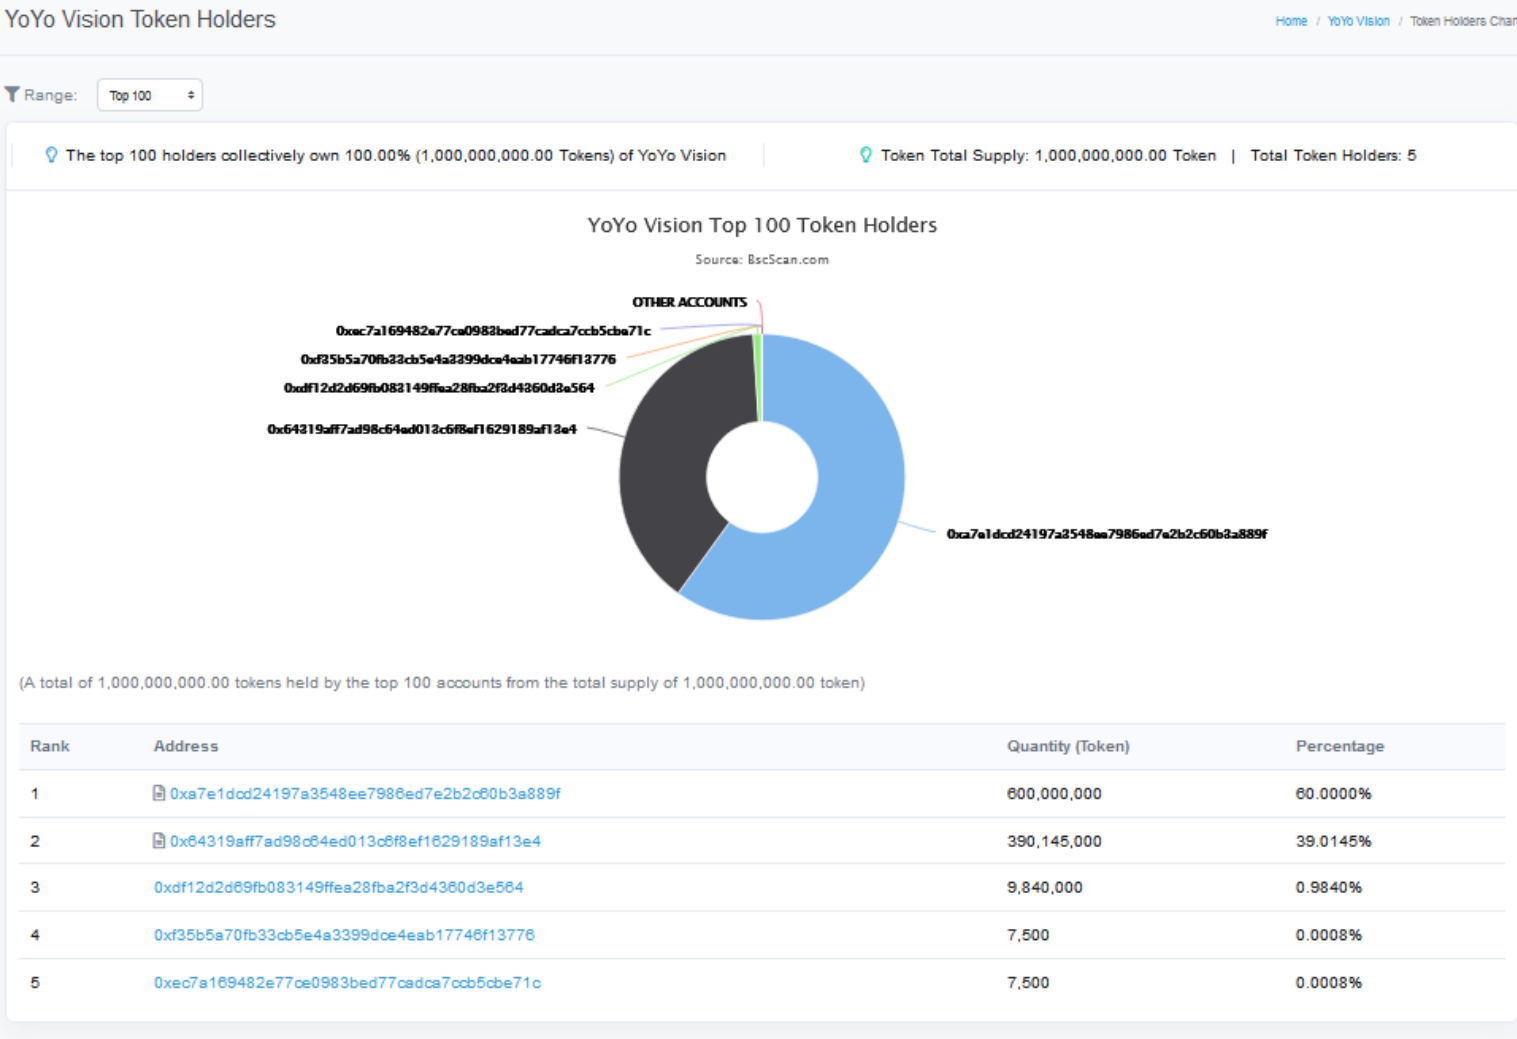 YoYo Vision Token Holders
Home / YoYo Vision / Token Holders Char
Range: Top 100
The top 100 holders collectively own 100.00% (1,000,000,000.00 Tokens) of YoYo Vision
Token Total Supply: 1,000,000,000.00 Token | Total Token Holders: 5
YoYo Vision Top 100 Token Holders
Source: BscScan.com
OTHER ACCOUNTS
0xec7a169482e77ce0983bed77cadca7ccb5cbe71c
0xf35b5a70fb33cb5e4a3399dce4eab17746f13776
0xdf12d2d69fb083149ffea28fba2f3d4360d3e564
0x64319aff7ad98c64ed013c6f8ef1629189af13e4
0xa7e1dcd24197a3548ee7986ed7e2b2c60b3a889f
(A total of 1,000,000,000.00 tokens held by the top 100 accounts from the total supply of 1,000,000,000.00 token)
Rank Address Quantity (Token) Percentage
1 0xa7e1dcd24197a3548ee7986ed7e2b2c60b3a889f 600,000,000 60.0000%
2 0x64319aff7ad98c64ed013c6f8ef1629189af13e4 390,145,000 39.0145%
3 0xdf12d2d69fb083149ffea28fba2f3d4360d3e564 9,840,000 0.9840%
4 0xf35b5a70fb33cb5e4a3399dce4eab17746f13776 7,500 0.0008%
5 0xec7a169482e77ce0983bed77cadca7ccb5cbe71c 7,500 0.0008%